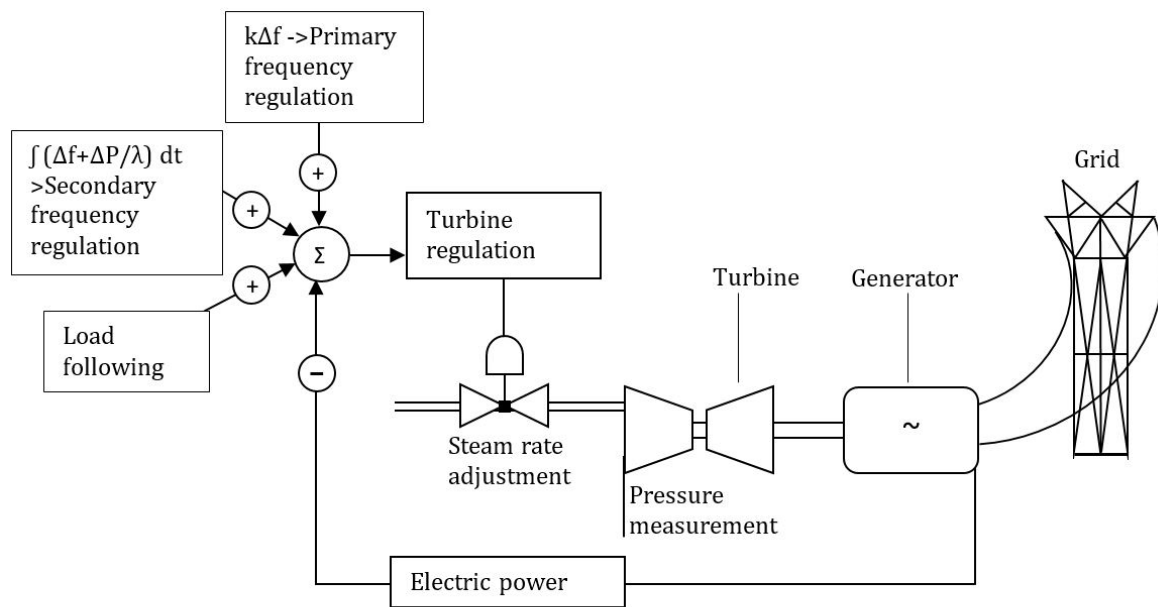 kΔf ->Primary
frequency
regulation
∫(Δf+ΔP/λ) dt
>Secondary
frequency
regulation
Load
following
+
+
+
Σ
−
Turbine
regulation
Steam rate
adjustment
Turbine
Generator
Grid
~
Pressure
measurement
Electric power